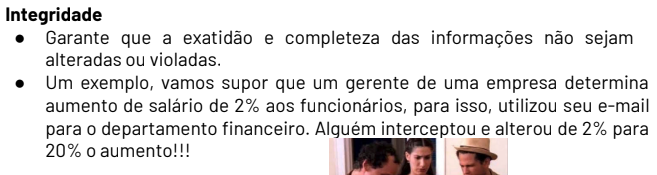 Integridade
● Garante que a exatidão e completeza das informações não sejam
alteradas ou violadas.
● Um exemplo, vamos supor que um gerente de uma empresa determina
aumento de salário de 2% aos funcionários, para isso, utilizou seu e-mail
para o departamento financeiro. Alguém interceptou e alterou de 2% para
20% o aumento!!!